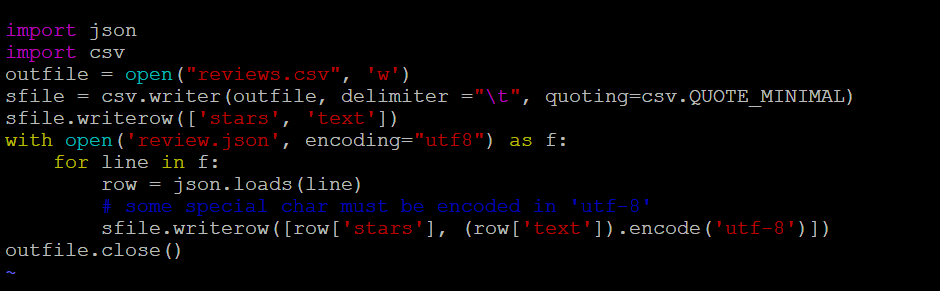 import json
import csv
outfile = open("reviews.csv", 'w')
sfile = csv.writer(outfile, delimiter ="\t", quoting=csv.QUOTE_MINIMAL)
sfile.writerow(['stars', 'text'])
with open('review.json', encoding="utf8") as f:
    for line in f:
        row = json.loads(line)
        # some special char must be encoded in 'utf-8'
        sfile.writerow([row['stars'], (row['text']).encode('utf-8')])
outfile.close()
~